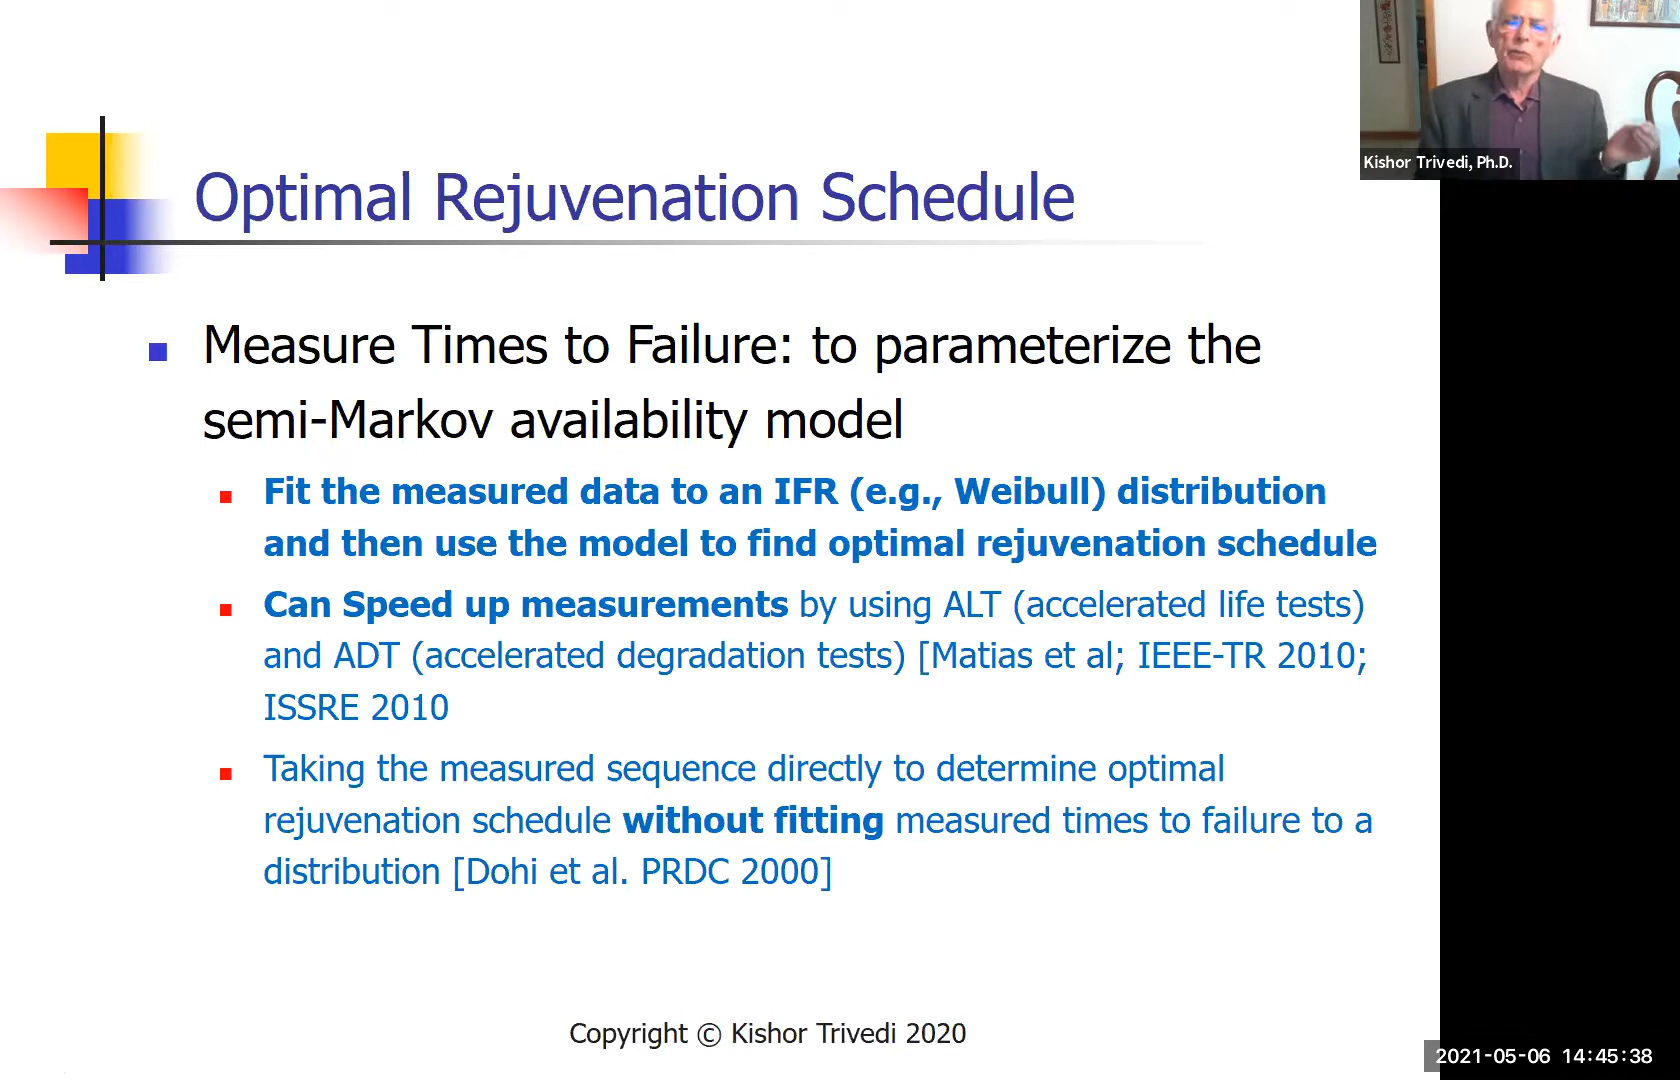 Kishor Trivedi, Ph.D.
Optimal Rejuvenation Schedule
Measure Times to Failure: to parameterize the
semi-Markov availability model
Fit the measured data to an IFR (e.g., Weibull) distribution
and then use the model to find optimal rejuvenation schedule
Can Speed up measurements by using ALT (accelerated life tests)
and ADT (accelerated degradation tests) [Matias et al; IEEE-TR 2010;
ISSRE 2010
Taking the measured sequence directly to determine optimal
rejuvenation schedule without fitting measured times to failure to a
distribution [Dohi et al. PRDC 2000]
Copyright © Kishor Trivedi 2020
2021-05-06 14:45:38